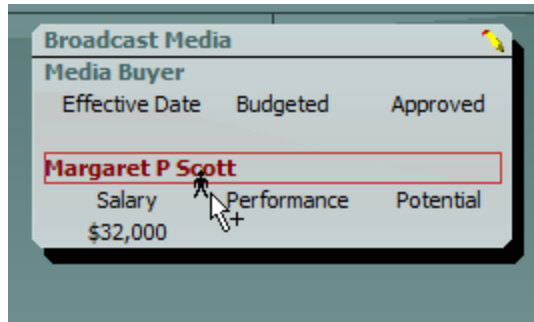 Broadcast Media
Media Buyer
Effective Date Budgeted Approved
Margaret P Scott
Salary Performance Potential
$32,000